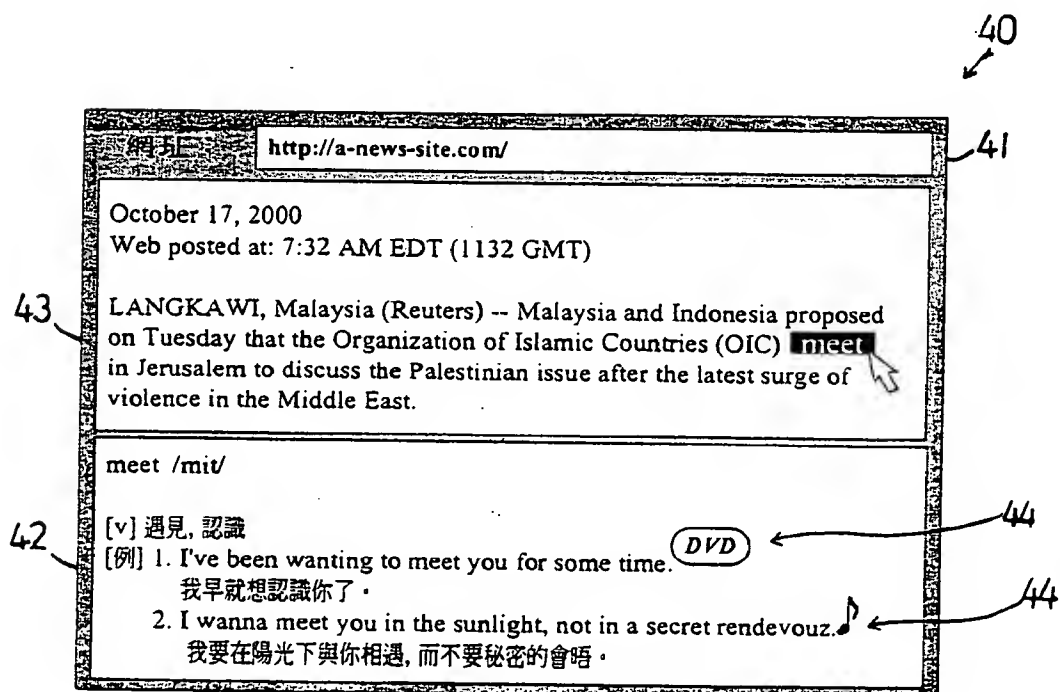 40
網址 http://a-news-site.com/ 41
October 17, 2000
Web posted at: 7:32 AM EDT (1132 GMT)
43 LANGKAWI, Malaysia (Reuters) -- Malaysia and Indonesia proposed
on Tuesday that the Organization of Islamic Countries (OIC) meet
in Jerusalem to discuss the Palestinian issue after the latest surge of
violence in the Middle East.
meet /mit/
42 [v] 遇見, 認識
[例] 1. I've been wanting to meet you for some time. DVD 44
我早就想認識你了。
2. I wanna meet you in the sunlight, not in a secret rendevouz. 44
我要在陽光下與你相遇, 而不要秘密的會晤。